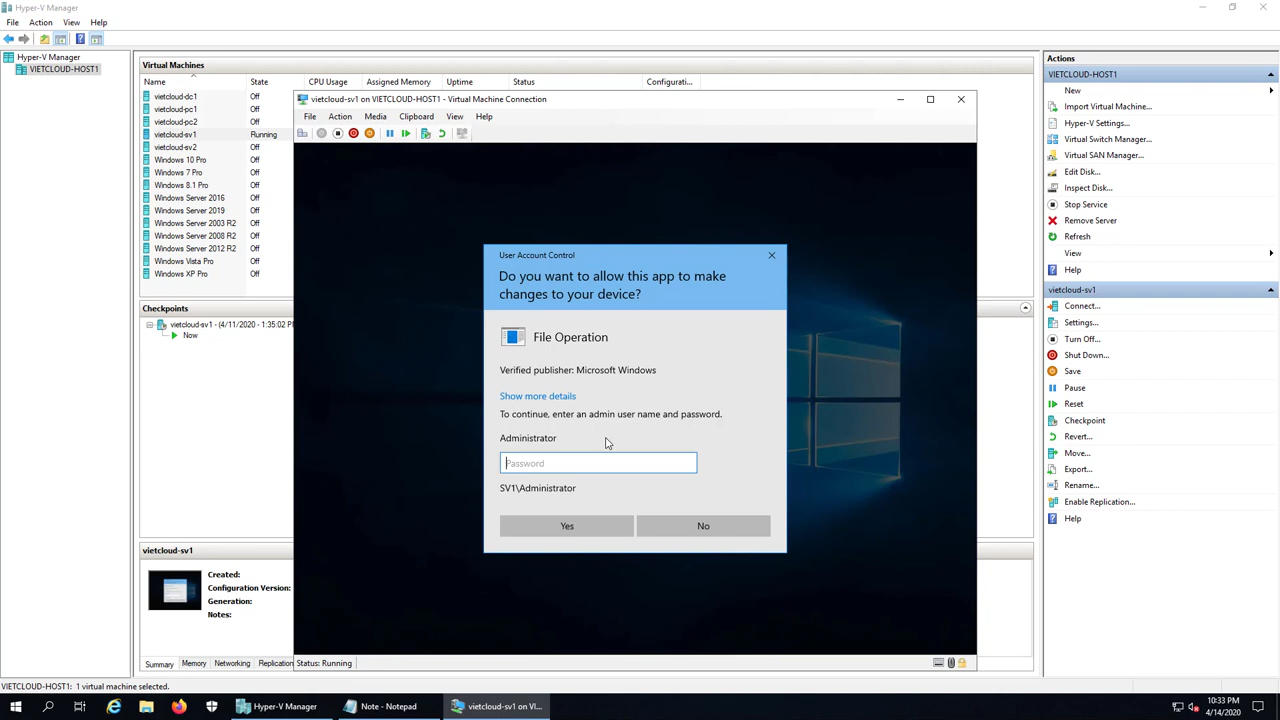 Hyper-V Manager
File Action View Help
Hyper-V Manager
VIETCLOUD-HOST1
Virtual Machines
Name State CPU Usage Assigned Memory Uptime Status Configurati...
vietcloud-dc1 Off
vietcloud-pc1 Off
vietcloud-pc2 Off
vietcloud-sv1 Running
vietcloud-sv2 Off
Windows 10 Pro Off
Windows 7 Pro Off
Windows 8.1 Pro Off
Windows Server 2016 Off
Windows Server 2019 Off
Windows Server 2003 R2 Off
Windows Server 2008 R2 Off
Windows Server 2012 R2 Off
Windows Vista Pro Off
Windows XP Pro Off
Checkpoints
vietcloud-sv1 - (4/11/2020 - 1:35:02 P
Now
vietcloud-sv1
Created:
Configuration Version:
Generation:
Notes:
Summary Memory Networking Replication
vietcloud-sv1 on VIETCLOUD-HOST1 - Virtual Machine Connection
File Action Media Clipboard View Help
User Account Control
Do you want to allow this app to make
changes to your device?
File Operation
Verified publisher: Microsoft Windows
Show more details
To continue, enter an admin user name and password.
Administrator
Password
SV1\Administrator
Yes No
Status: Running
Actions
VIETCLOUD-HOST1
New
Import Virtual Machine...
Hyper-V Settings...
Virtual Switch Manager...
Virtual SAN Manager...
Edit Disk...
Inspect Disk...
Stop Service
Remove Server
Refresh
View
Help
vietcloud-sv1
Connect...
Settings...
Turn Off...
Shut Down...
Save
Pause
Reset
Checkpoint
Revert...
Move...
Export...
Rename...
Enable Replication...
Help
VIETCLOUD-HOST1: 1 virtual machine selected.
Hyper-V Manager Note - Notepad vietcloud-sv1 on VI...
10:33 PM
4/14/2020